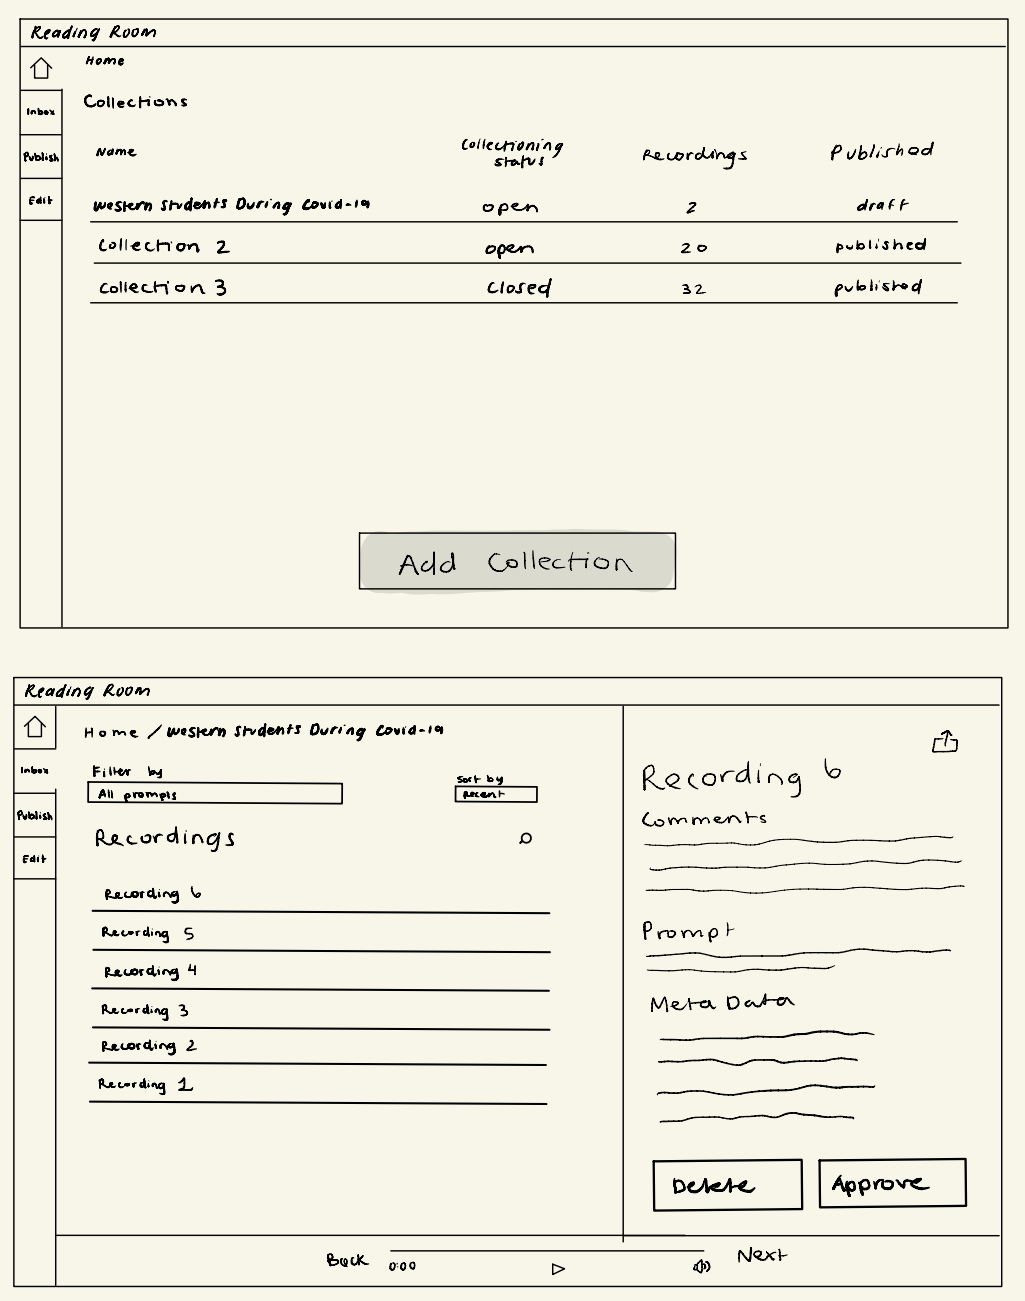 Reading Room
Home
Inbox
Publish
Edit
Collections
Name Collectioning status Recordings Published
Western Students During Covid-19 open 2 draft
Collection 2 open 20 published
Collection 3 Closed 32 published
Add Collection
Reading Room
Inbox
Publish
Edit
Home / Western Students During Covid-19
Filter by
All prompts
Sort by
Recent
Recordings
Recording 6
Recording 5
Recording 4
Recording 3
Recording 2
Recording 1
Recording 6
Comments
Prompt
Meta Data
Delete Approve
Back 0:00 Next